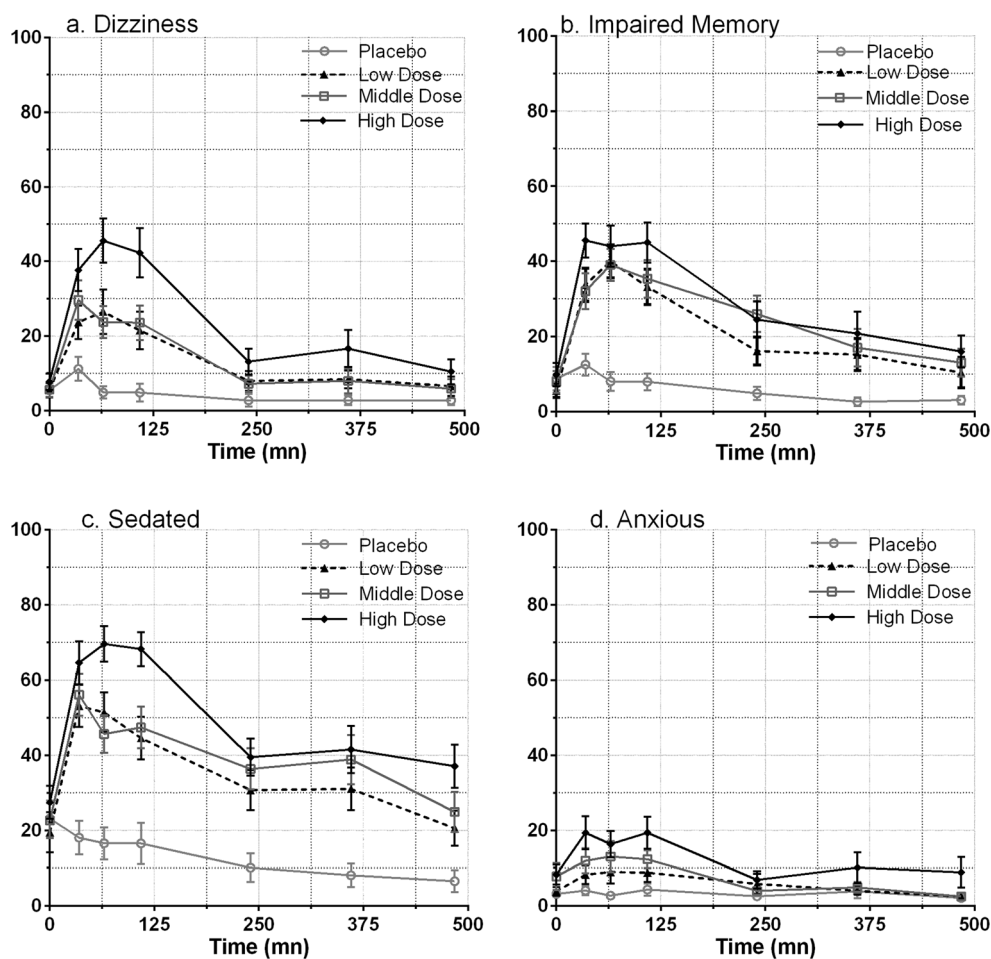 a. Dizziness
100
80
60
40
20
0
0 125 250 375 500
Time (mn)
Placebo
Low Dose
Middle Dose
High Dose
b. Impaired Memory
100
80
60
40
20
0
0 125 250 375 500
Time (mn)
Placebo
Low Dose
Middle Dose
High Dose
c. Sedated
100
80
60
40
20
0
0 125 250 375 500
Time (mn)
Placebo
Low Dose
Middle Dose
High Dose
d. Anxious
100
80
60
40
20
0
0 125 250 375 500
Time (mn)
Placebo
Low Dose
Middle Dose
High Dose